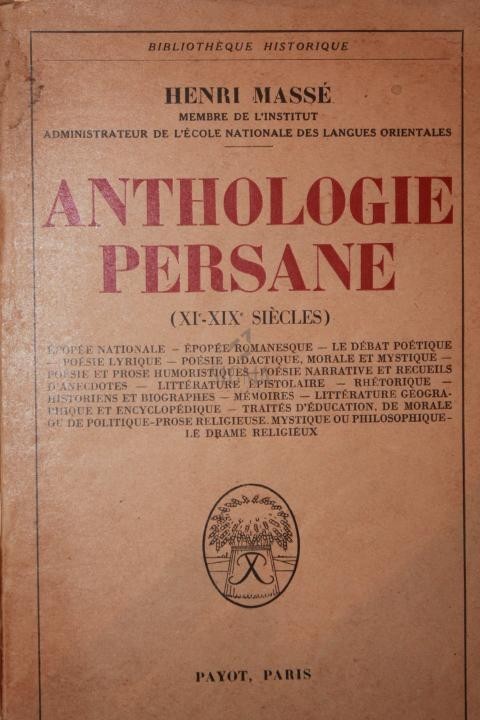 BIBLIOTHÈQUE HISTORIQUE
HENRI MASSÉ
MEMBRE DE L'INSTITUT
ADMINISTRATEUR DE L'ÉCOLE NATIONALE DES LANGUES ORIENTALES
ANTHOLOGIE
PERSANE
(XIe-XIXe SIÈCLES)
ÉPOPÉE NATIONALE — ÉPOPÉE ROMANESQUE — LE DÉBAT POÉTIQUE
— POÉSIE LYRIQUE — POÉSIE DIDACTIQUE, MORALE ET MYSTIQUE —
POÉSIE ET PROSE HUMORISTIQUES — POÉSIE NARRATIVE ET RECUEILS
D'ANECDOTES — LITTÉRATURE ÉPISTOLAIRE — RHÉTORIQUE —
HISTORIENS ET BIOGRAPHES — MÉMOIRES — LITTÉRATURE GÉOGRA-
PHIQUE ET ENCYCLOPÉDIQUE — TRAITÉS D'ÉDUCATION, DE MORALE
OU DE POLITIQUE-PROSE RELIGIEUSE. MYSTIQUE OU PHILOSOPHIQUE-
LE DRAME RELIGIEUX
PAYOT, PARIS